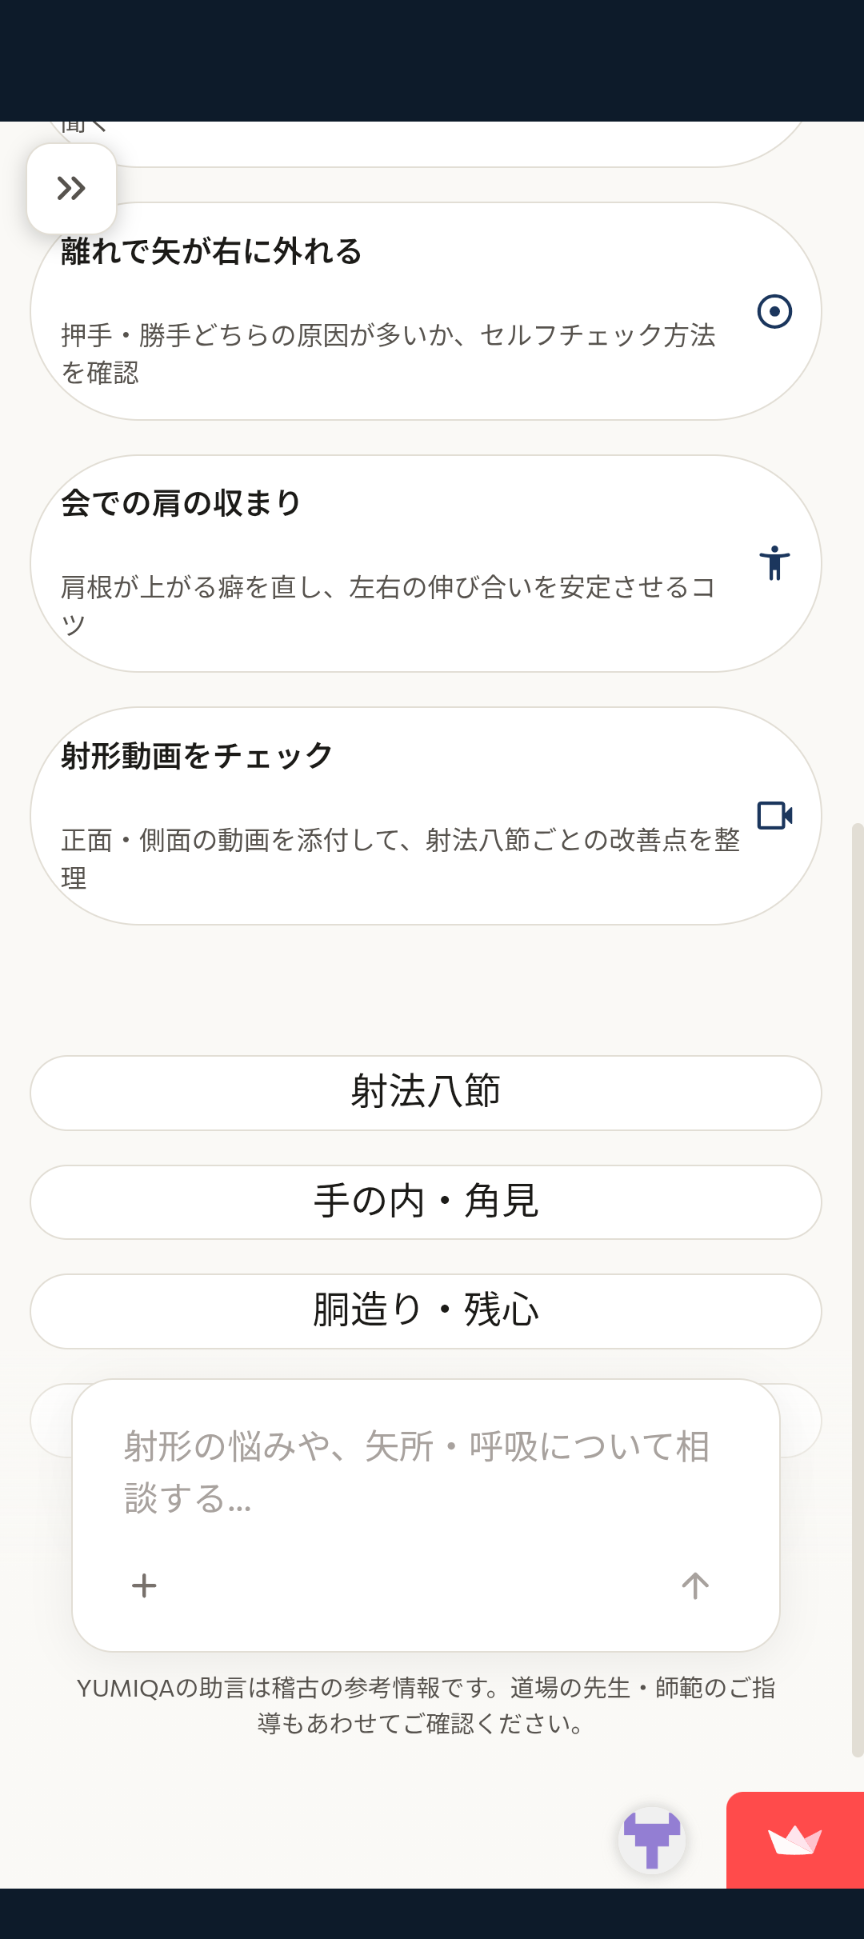 聞く
離れで矢が右に外れる
押手・勝手どちらの原因が多いか、セルフチェック方法
を確認
会での肩の収まり
肩根が上がる癖を直し、左右の伸び合いを安定させるコ
ツ
射形動画をチェック
正面・側面の動画を添付して、射法八節ごとの改善点を整
理
射法八節
手の内・角見
胴造り・残心
射形の悩みや、矢所・呼吸について相
談する...
YUMIQAの助言は稽古の参考情報です。道場の先生・師範のご指
導もあわせてご確認ください。